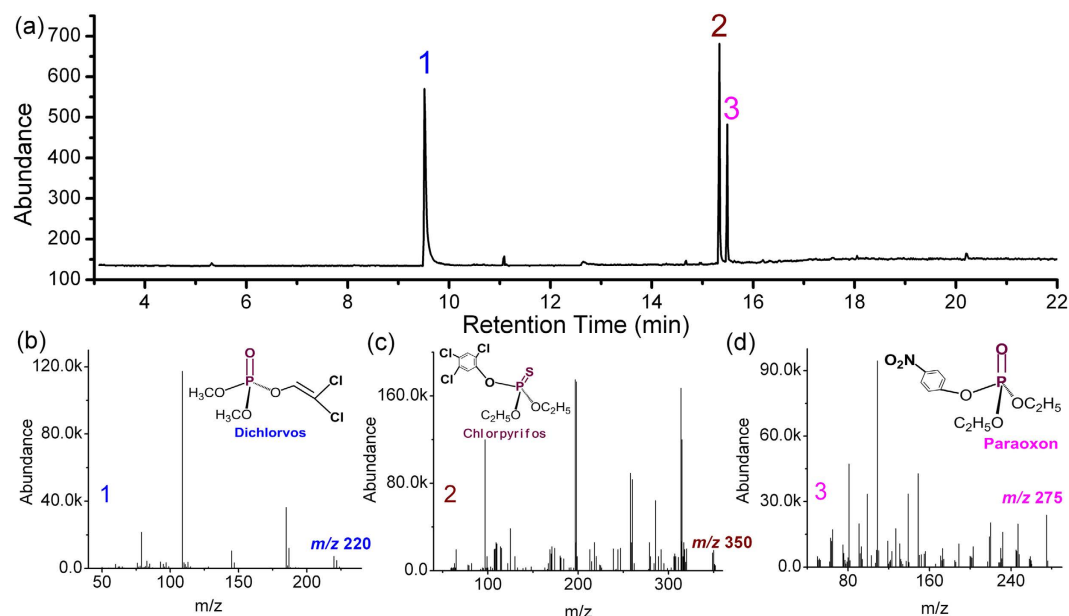 (a)
700
600
500
400
300
200
100
Abundance
1
2
3
4
6
8
10
12
14
16
18
20
22
Retention Time (min)
(b)
120.0k
80.0k
40.0k
0.0
Abundance
O
P
H3CO
H3CO
O
Cl
Cl
Dichlorvos
1
m/z 220
50
100
150
200
m/z
(c)
160.0k
80.0k
0.0
Abundance
Cl
Cl
Cl
O
S
P
C2H5O
OC2H5
Chlorpyrifos
2
m/z 350
100
200
300
m/z
(d)
90.0k
60.0k
30.0k
0.0
Abundance
O2N
O
O
P
OC2H5
C2H5O
Paraoxon
3
m/z 275
80
160
240
m/z